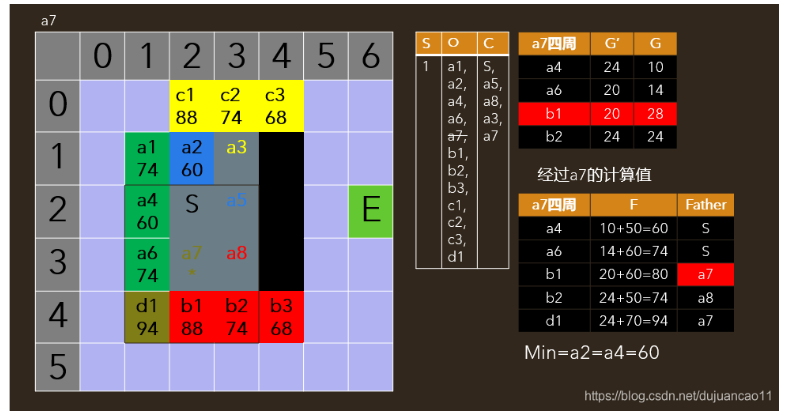 a7
0 1 2 3 4 5 6
0 c1 c2 c3
88 74 68
1 a1 a2 a3
74 60
2 a4 S a5 E
60
3 a6 a7 a8
74 *
4 d1 b1 b2 b3
94 88 74 68
5
S O C
1 a1, S,
a2, a5,
a4, a8,
a6, a3,
a7, a7
b1,
b2,
b3,
c1,
c2,
c3,
d1
a7四周 G’ G
a4 24 10
a6 20 14
b1 20 28
b2 24 24
经过a7的计算值
a7四周 F Father
a4 10+50=60 S
a6 14+60=74 S
b1 20+60=80 a7
b2 24+50=74 a8
d1 24+70=94 a7
Min=a2=a4=60
https://blog.csdn.net/dujuancao11